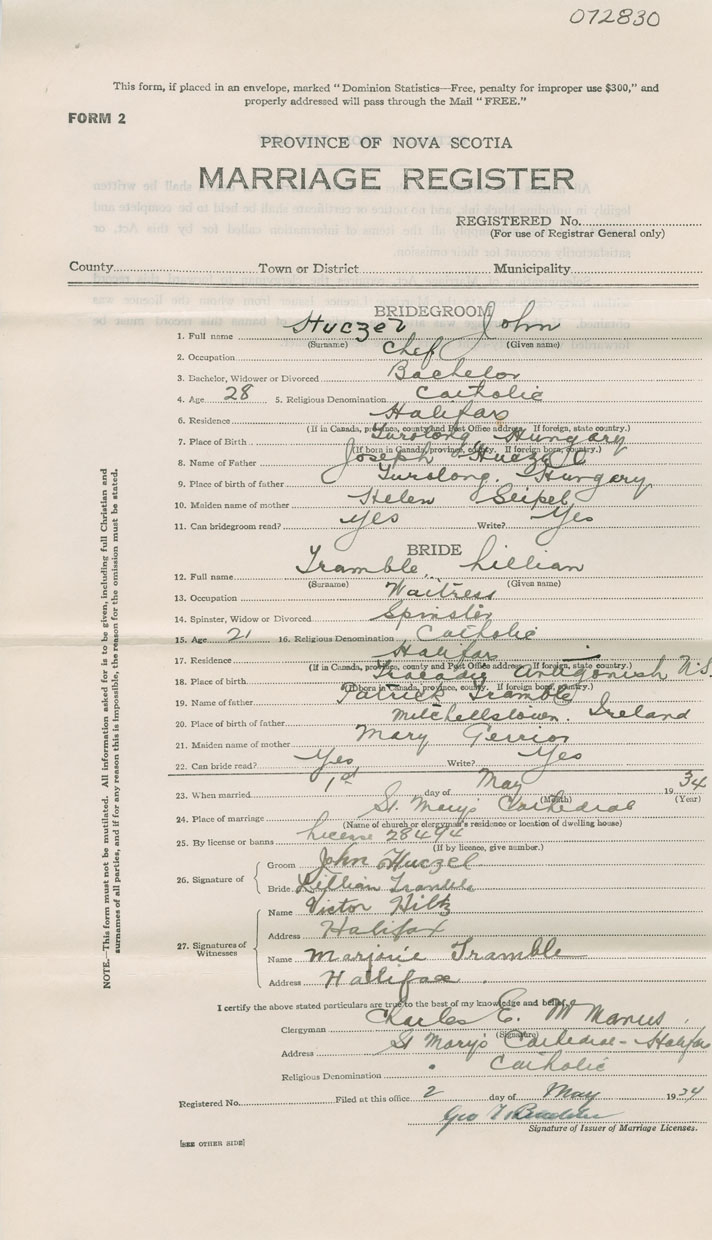 072830
This form, if placed in an envelope, marked "Dominion Statistics—Free, penalty for improper use $300," and
properly addressed will pass through the Mail "FREE."
FORM 2
PROVINCE OF NOVA SCOTIA
MARRIAGE REGISTER
REGISTERED No.
(For use of Registrar General only)
County Town or District Municipality
BRIDEGROOM
1. Full name Huczel John
(Surname) (Given name)
2. Occupation Chef
3. Bachelor, Widower or Divorced Bachelor
4. Age 28 5. Religious Denomination Catholic
6. Residence Halifax
(If in Canada, province, county and Post Office address. If foreign, state country.)
7. Place of Birth Hungary
(If born in Canada, province, county. If foreign born, country.)
8. Name of Father Joseph Huczel
9. Place of birth of father Hungary
10. Maiden name of mother Helen Seipel
11. Can bridegroom read? yes Write? Yes
BRIDE
12. Full name Tramble Lillian
(Surname) (Given name)
13. Occupation Waitress
14. Spinster, Widow or Divorced Spinster
15. Age 21 16. Religious Denomination Catholic
17. Residence Halifax
(If in Canada, province, county and Post Office address. If foreign, state country.)
18. Place of birth Tracadie Antigonish N.S.
(If born in Canada, province, county. If foreign born, country.)
19. Name of father Patrick Tramble
20. Place of birth of father Mitchellstown. Ireland
21. Maiden name of mother Mary Gerrior
22. Can bride read? Yes Write? Yes
23. When married 1st day of May 1934
(Month) (Year)
24. Place of marriage St. Mary's Cathedral
(Name of church or clergyman's residence or location of dwelling house)
25. By license or banns License 28494
(If by licence, give number.)
26. Signature of Groom John Huczel
Bride Lillian Tramble
27. Signatures of Witnesses Name Victor Hiltz
Address Halifax
Name Marjorie Tramble
Address Halifax
I certify the above stated particulars are true to the best of my knowledge and belief.
Clergyman Charles E. McManus
(Signature)
Address St Mary's Cathedral - Halifax
Religious Denomination Catholic
Registered No. Filed at this office 2 day of May 1934
Geo
Signature of Issuer of Marriage Licenses.
[SEE OTHER SIDE]
NOTE.—This form must not be mutilated. All information asked for is to be given, including full Christian and
surnames of all parties, and if for any reason this is impossible, the reason for the omission must be stated.